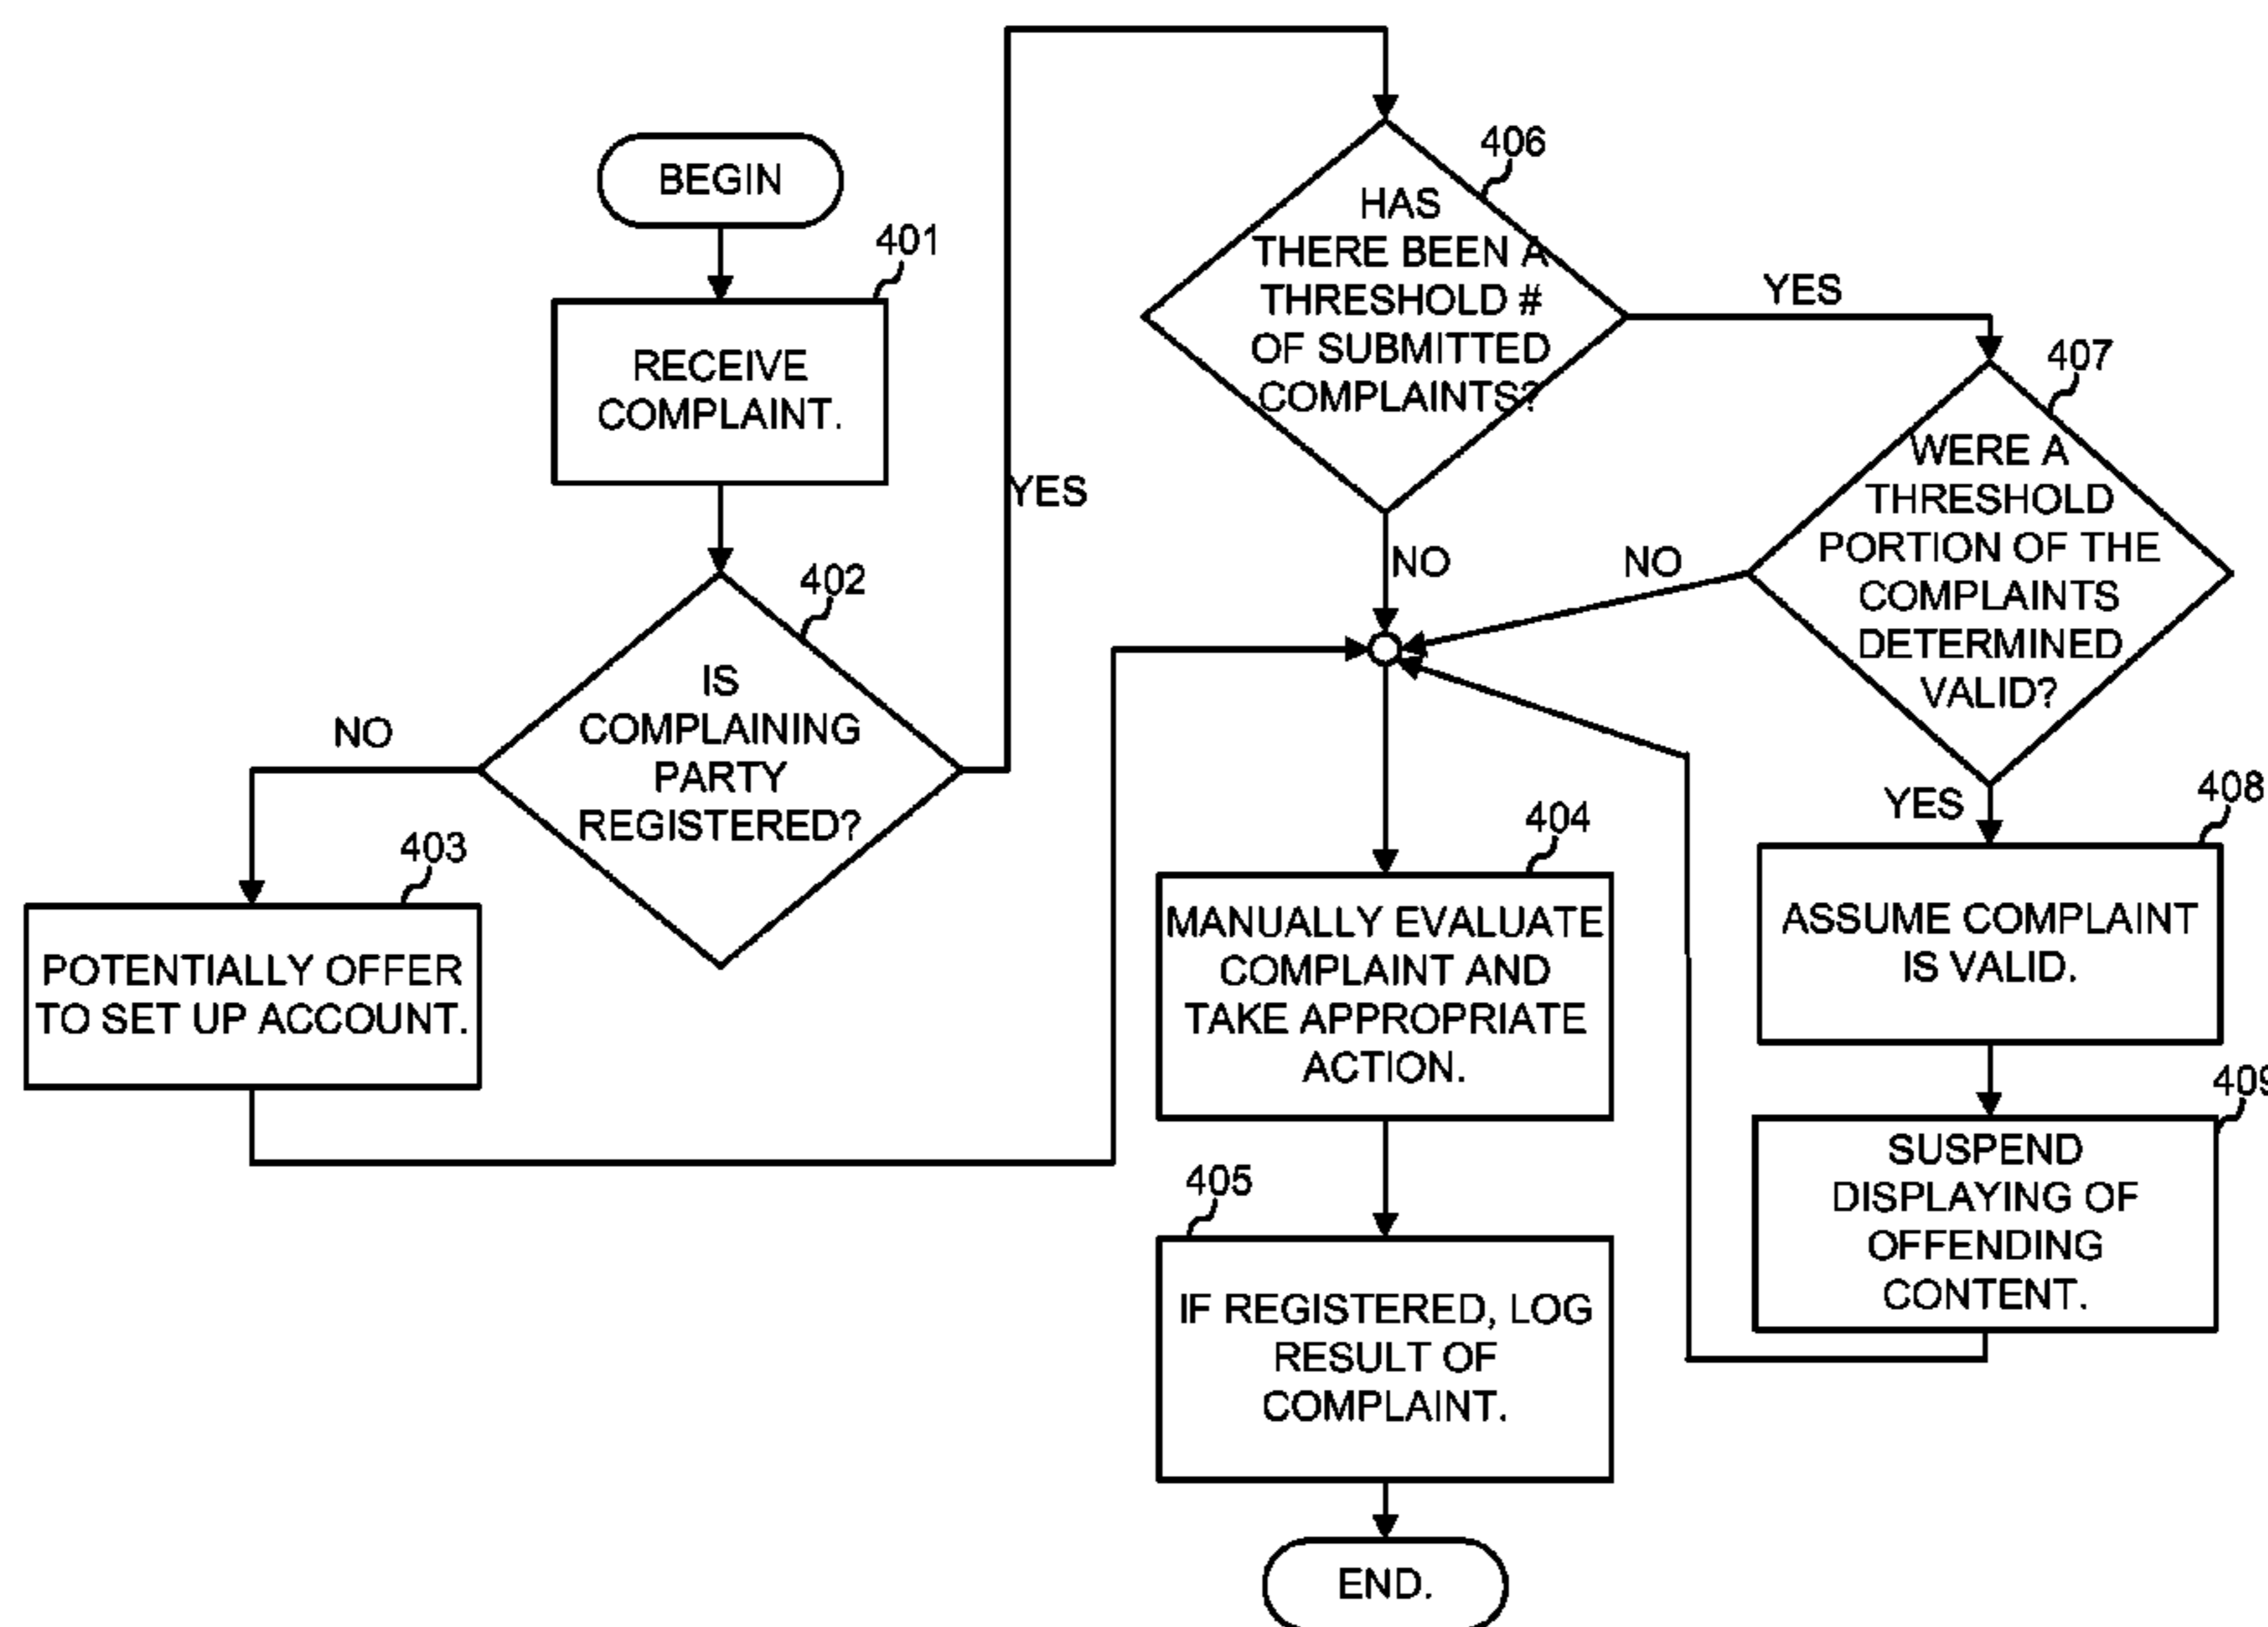 BEGIN
401
RECEIVE
COMPLAINT.
402
IS
COMPLAINING
PARTY
REGISTERED?
NO
YES
403
POTENTIALLY OFFER
TO SET UP ACCOUNT.
406
HAS
THERE BEEN A
THRESHOLD #
OF SUBMITTED
COMPLAINTS?
YES
NO
407
WERE A
THRESHOLD
PORTION OF THE
COMPLAINTS
DETERMINED
VALID?
NO
YES
404
MANUALLY EVALUATE
COMPLAINT AND
TAKE APPROPRIATE
ACTION.
408
ASSUME COMPLAINT
IS VALID.
409
SUSPEND
DISPLAYING OF
OFFENDING
CONTENT.
405
IF REGISTERED, LOG
RESULT OF
COMPLAINT.
END.